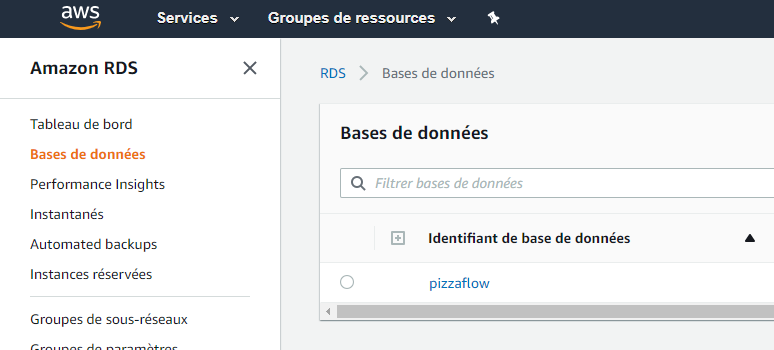 aws Services Groupes de ressources
Amazon RDS
Tableau de bord
Bases de données
Performance Insights
Instantanés
Automated backups
Instances réservées
Groupes de sous-réseaux
Groupes de paramètres
RDS Bases de données
Bases de données
Filtrer bases de données
Identifiant de base de données
pizzaflow